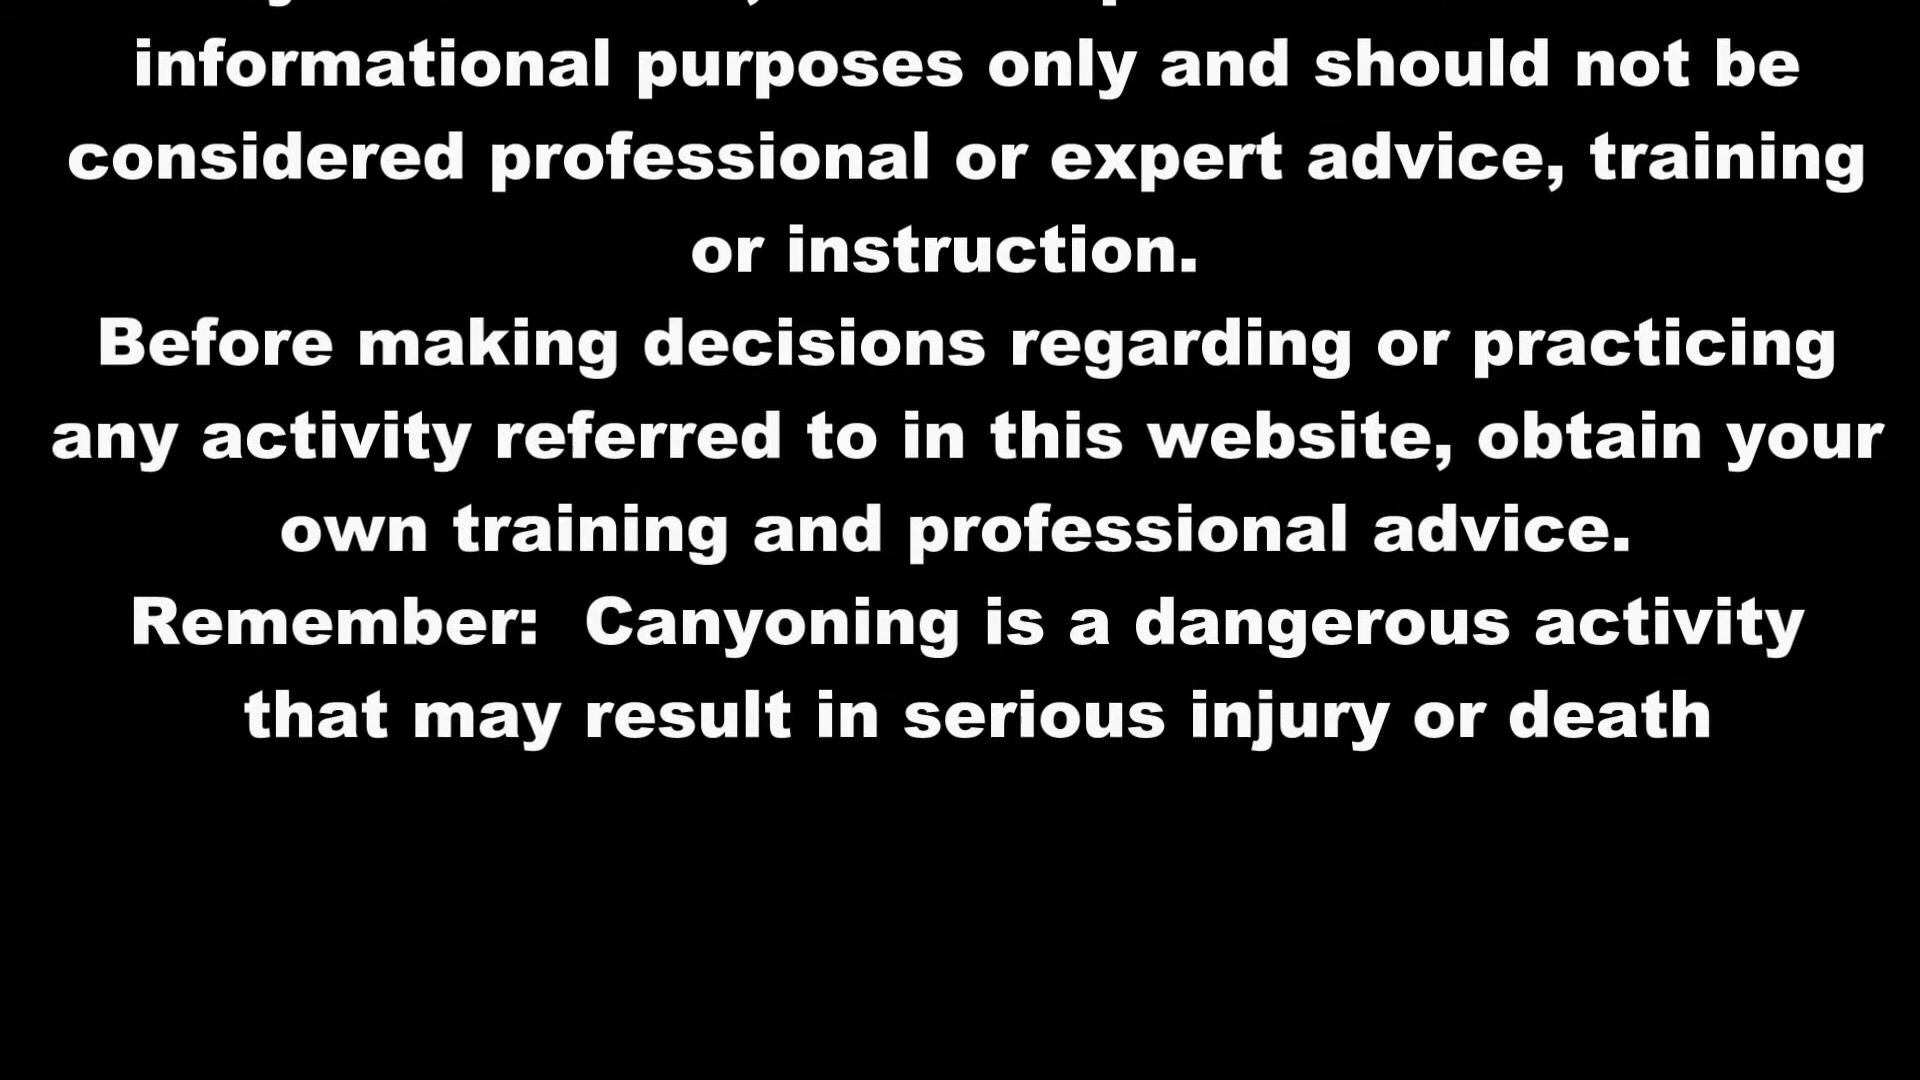 informational purposes only and should not be
considered professional or expert advice, training
or instruction.
Before making decisions regarding or practicing
any activity referred to in this website, obtain your
own training and professional advice.
Remember:  Canyoning is a dangerous activity
that may result in serious injury or death